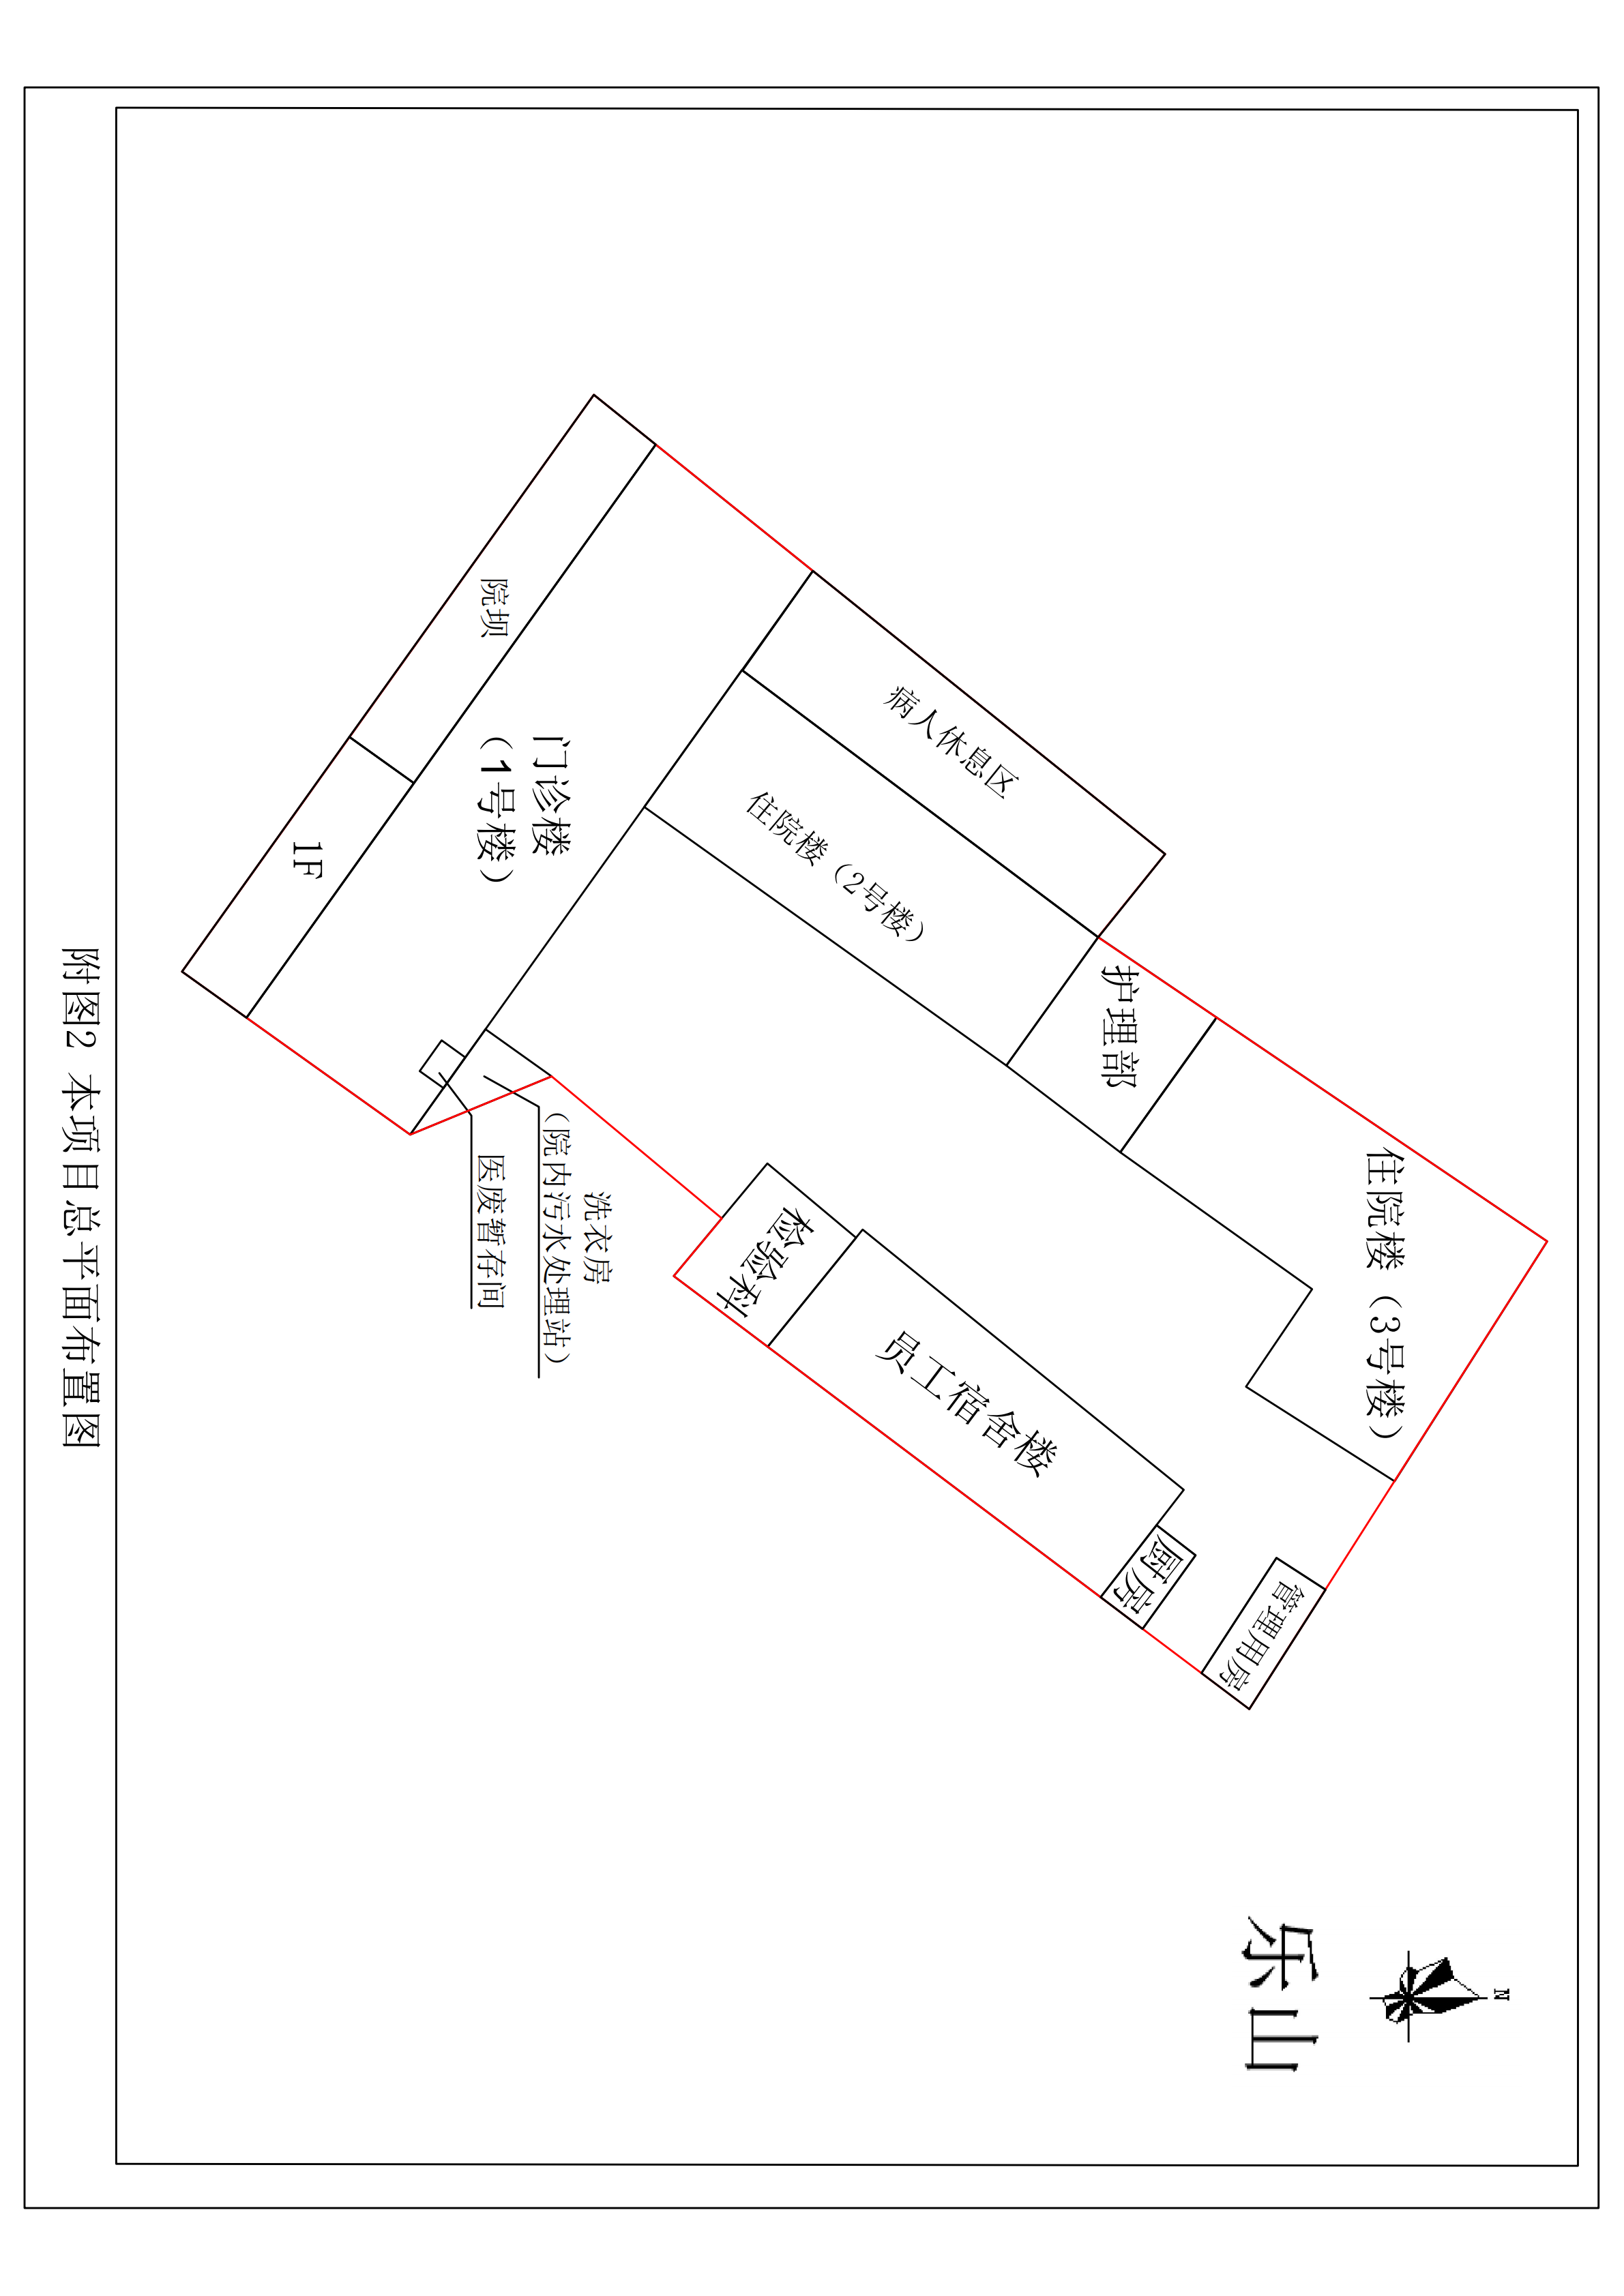 N
乐山
住院楼（3号楼）
管理用房
护理部
厨房
病人休息区
员工宿舍楼
住院楼（2号楼）
检验科
门诊楼
（1号楼）
洗衣房
（院内污水处理站）
医废暂存间
院坝
1F
附图2 本项目总平面布置图